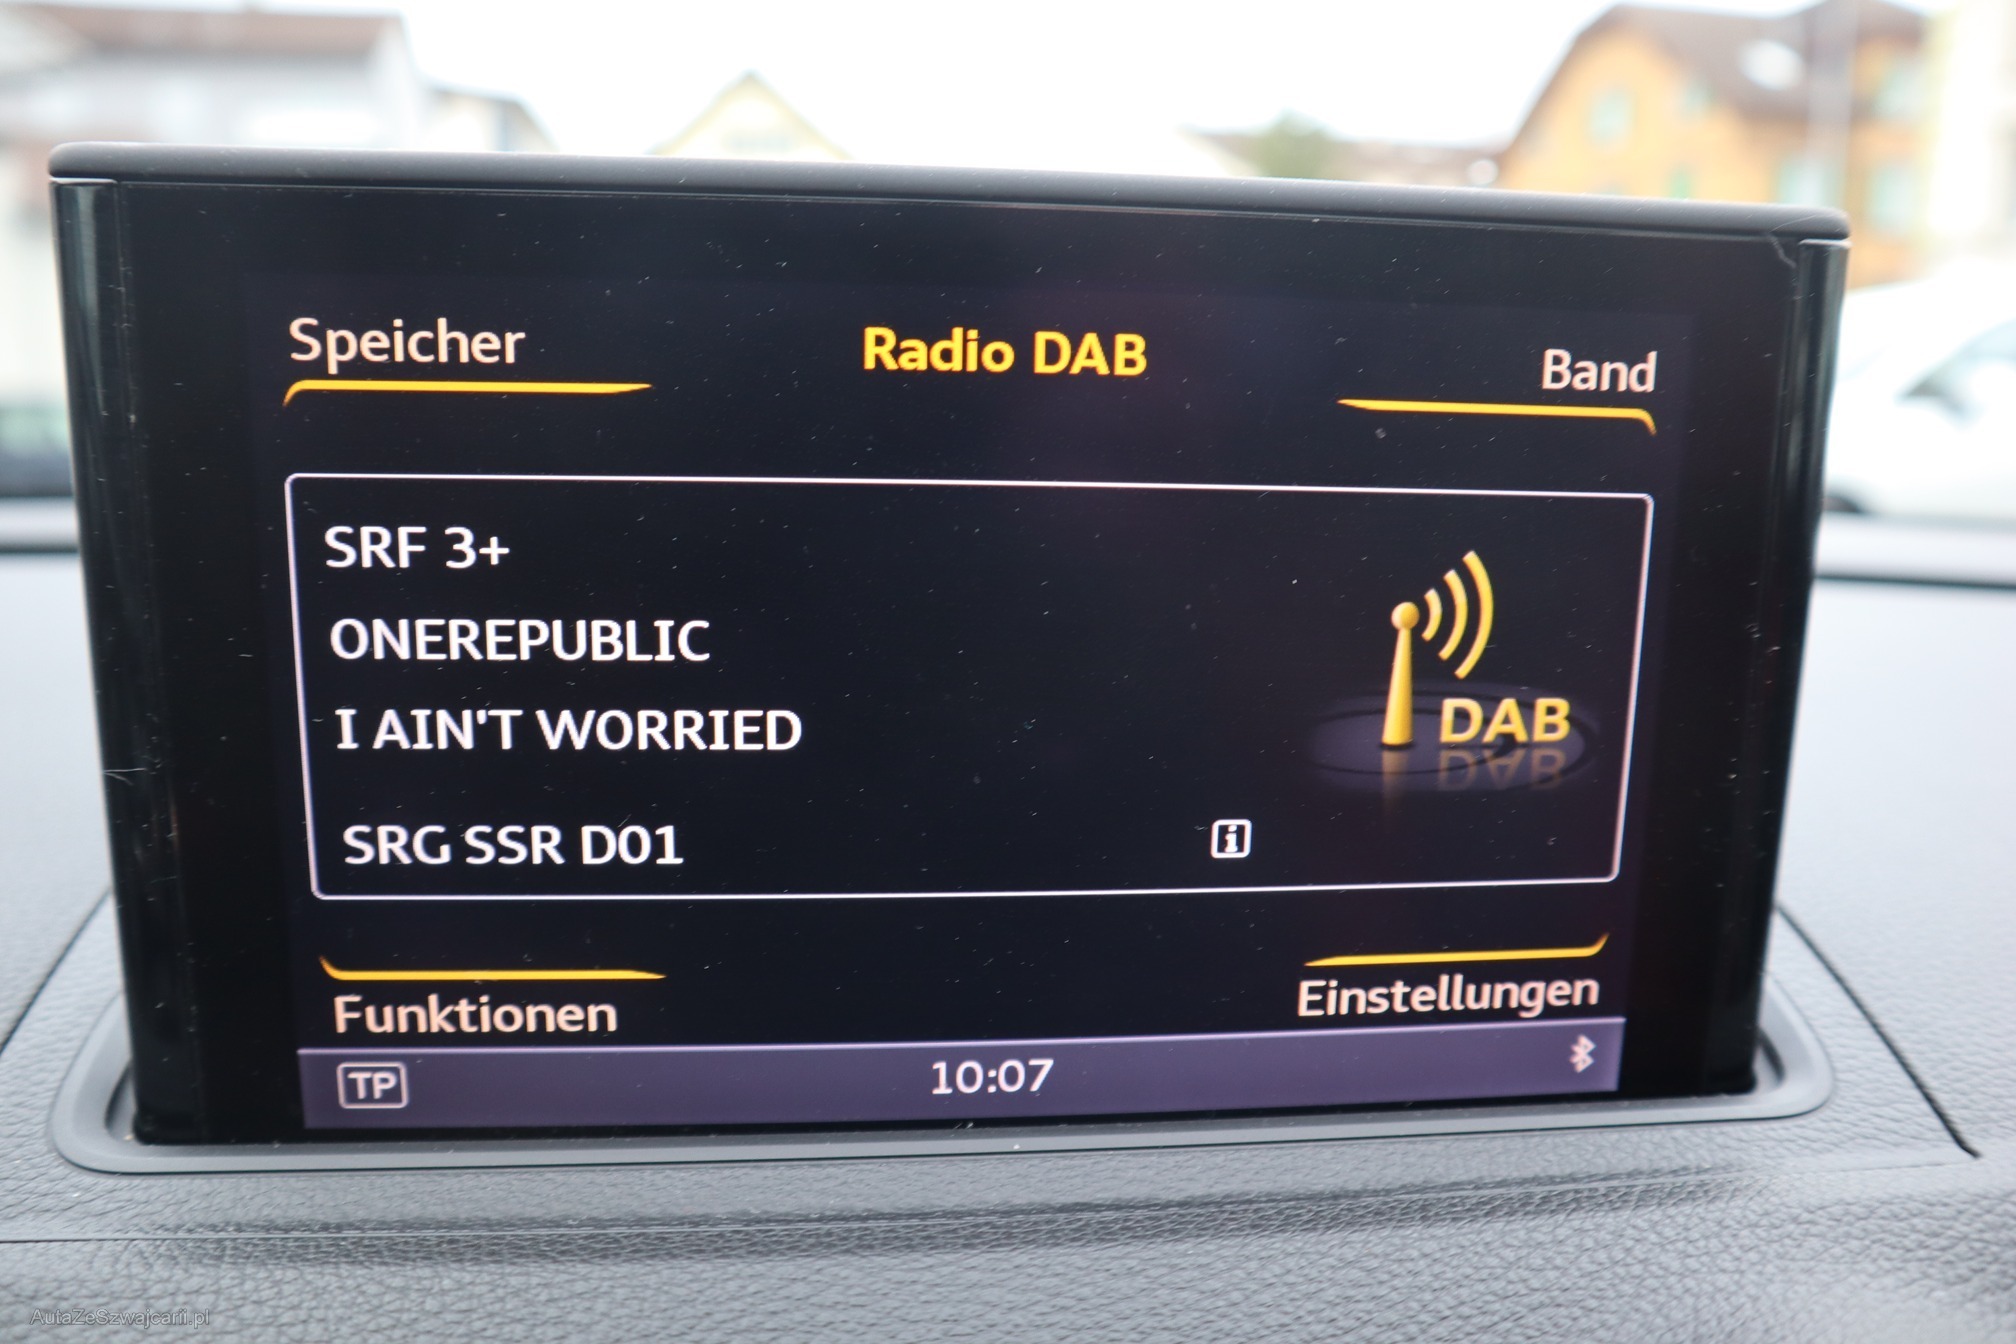 Speicher
Radio DAB
Band
SRF 3+
ONEREPUBLIC
I AIN'T WORRIED
DAB
SRG SSR D01
i
Funktionen
Einstellungen
TP
10:07
AutaZeSzwajcarii.pl